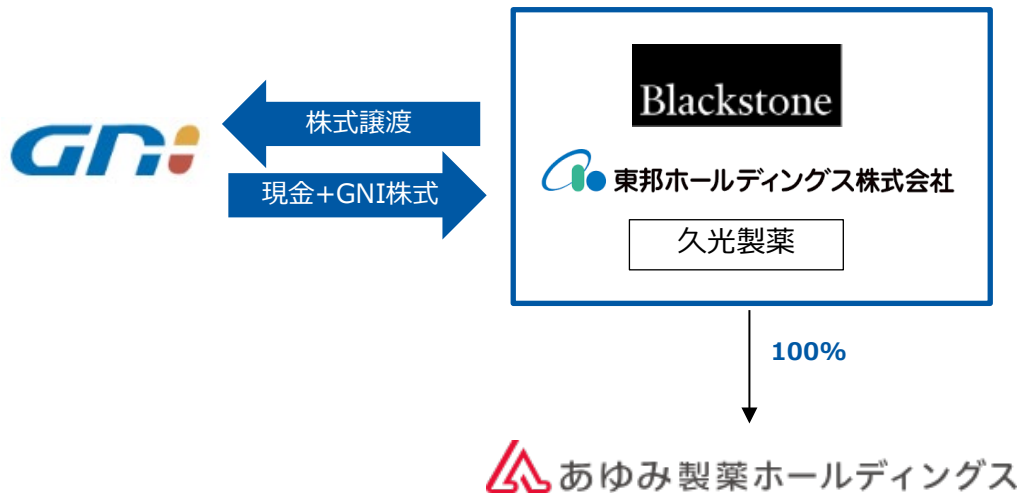 GNI
株式譲渡
現金+GNI株式
Blackstone
東邦ホールディングス株式会社
久光製薬
100%
あゆみ製薬ホールディングス